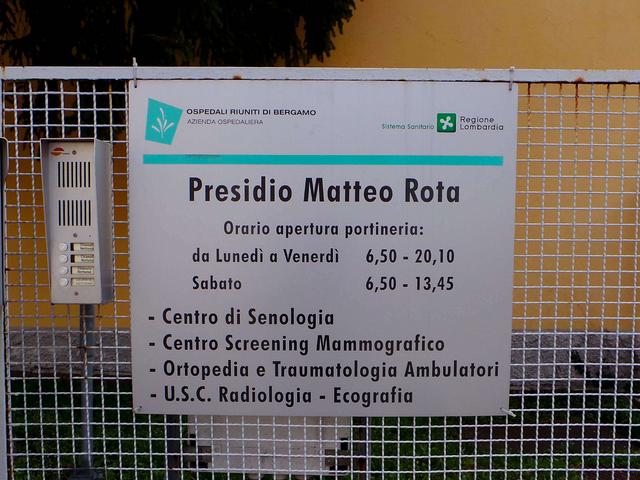 OSPEDALI RIUNITI DI BERGAMO
AZIENDA OSPEDALIERA
Sistema Sanitario Regione Lombardia
Presidio Matteo Rota
Orario apertura portineria:
da Lunedì a Venerdì 6,50 - 20,10
Sabato 6,50 - 13,45
- Centro di Senologia
- Centro Screening Mammografico
- Ortopedia e Traumatologia Ambulatori
- U.S.C. Radiologia - Ecografia